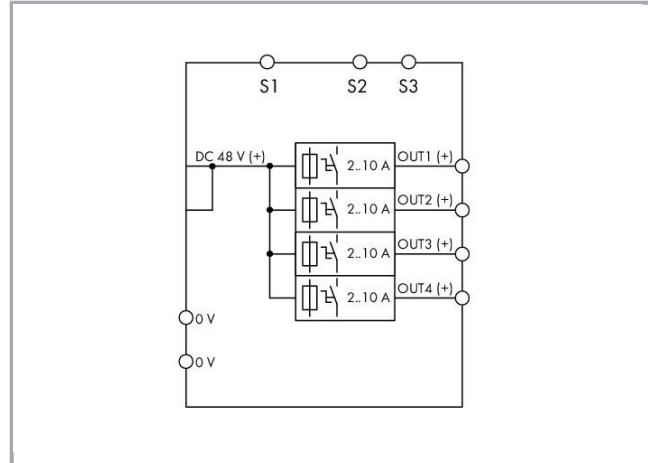 S1 S2 S3
DC 48 V (+)
2..10 A OUT1 (+)
2..10 A OUT2 (+)
2..10 A OUT3 (+)
2..10 A OUT4 (+)
0 V
0 V